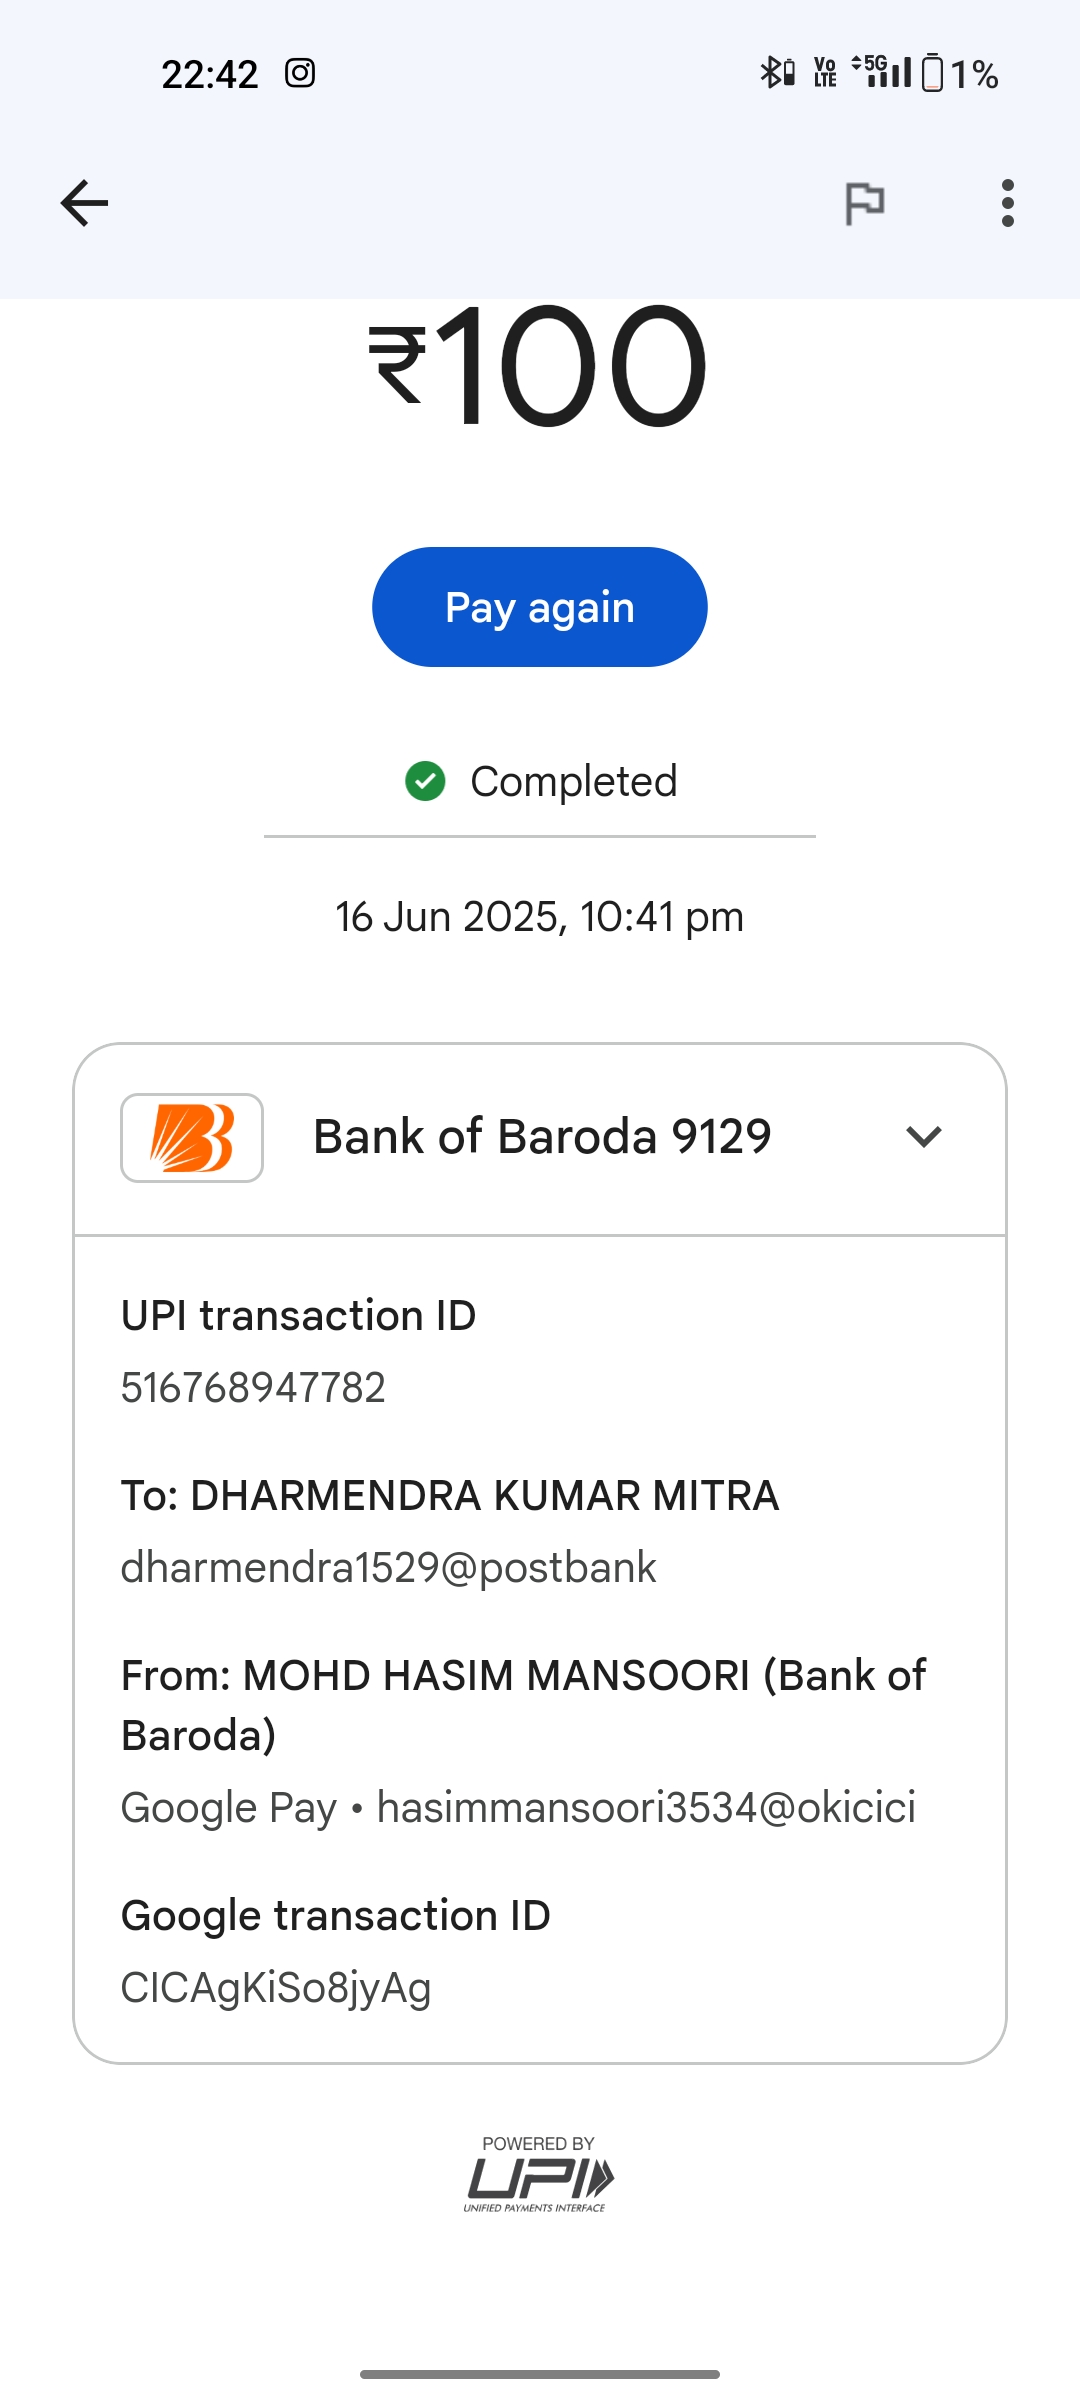 22:42
Vo LTE 5G 1%
₹100
Pay again
Completed
16 Jun 2025, 10:41 pm
Bank of Baroda 9129
UPI transaction ID
516768947782
To: DHARMENDRA KUMAR MITRA
dharmendra1529@postbank
From: MOHD HASIM MANSOORI (Bank of
Baroda)
Google Pay • hasimmansoori3534@okicici
Google transaction ID
CICAgKiSo8jyAg
POWERED BY
UPI
UNIFIED PAYMENTS INTERFACE